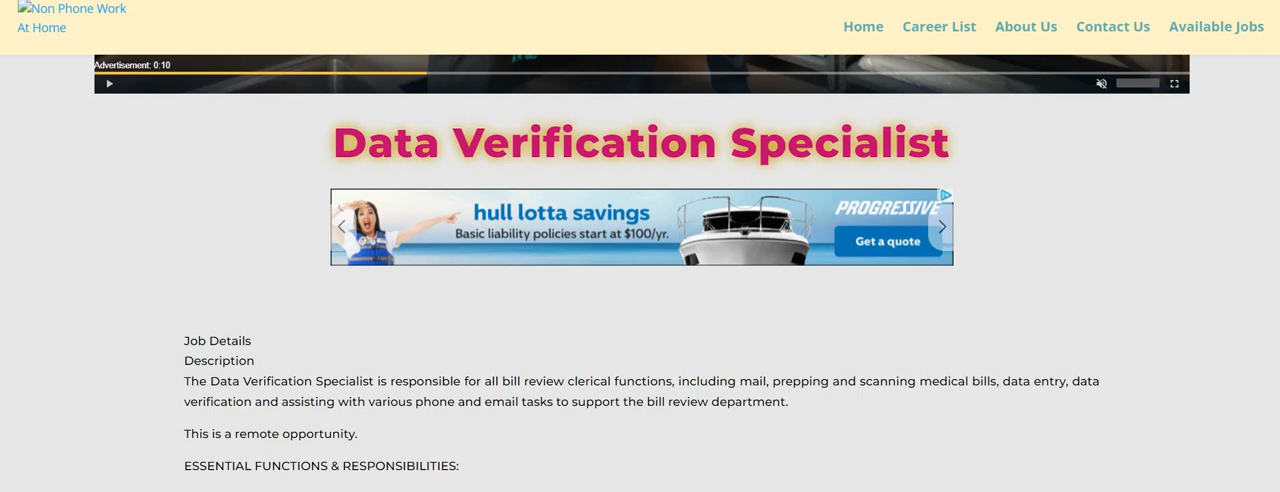 Non Phone Work
At Home
Home Career List About Us Contact Us Available Jobs
Advertisement: 0:10
Data Verification Specialist
hull lotta savings
Basic liability policies start at $100/yr.
PROGRESSIVE
Get a quote
Job Details
Description
The Data Verification Specialist is responsible for all bill review clerical functions, including mail, prepping and scanning medical bills, data entry, data
verification and assisting with various phone and email tasks to support the bill review department.
This is a remote opportunity.
ESSENTIAL FUNCTIONS & RESPONSIBILITIES: